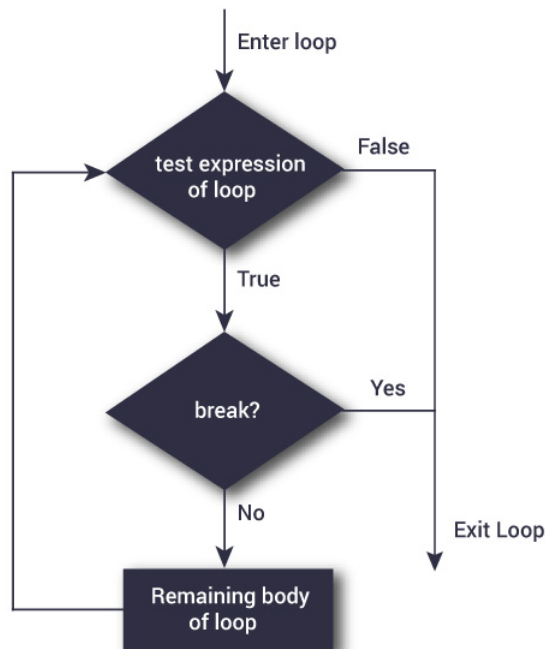 Enter loop
test expression
of loop
False
True
break?
Yes
No
Exit Loop
Remaining body
of loop